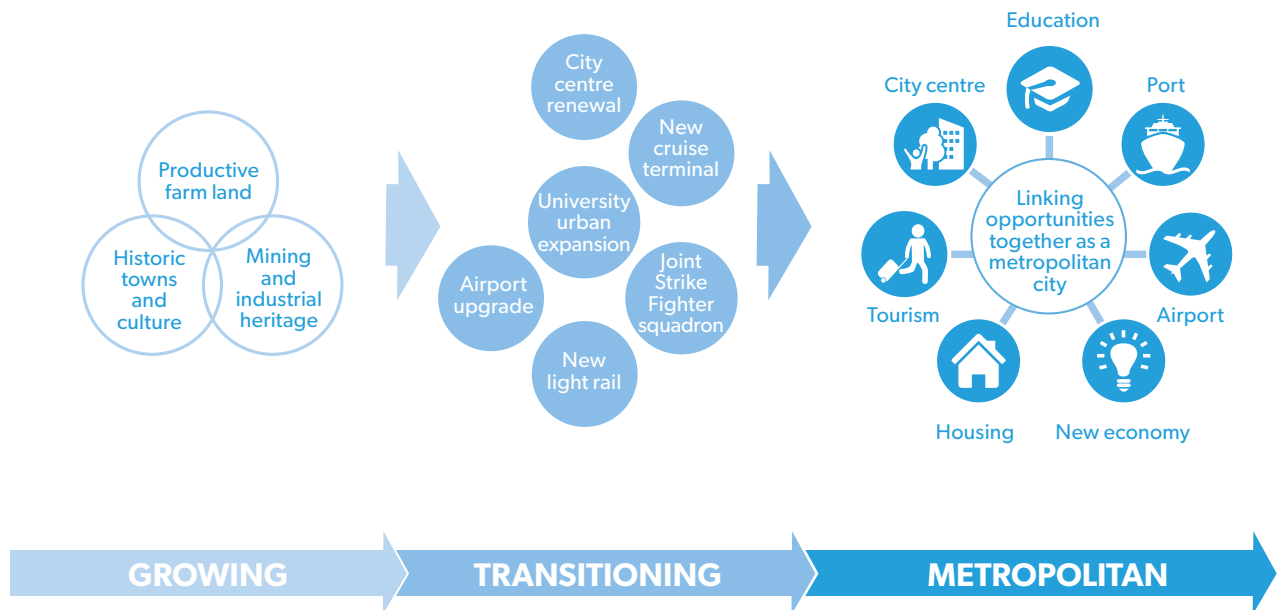 Productive
farm land
Historic
towns
and
culture
Mining
and
industrial
heritage
City
centre
renewal
New
cruise
terminal
University
urban
expansion
Airport
upgrade
Joint
Strike
Fighter
squadron
New
light rail
Education
City centre
Port
Linking
opportunities
together as a
metropolitan
city
Tourism
Airport
Housing
New economy
GROWING
TRANSITIONING
METROPOLITAN